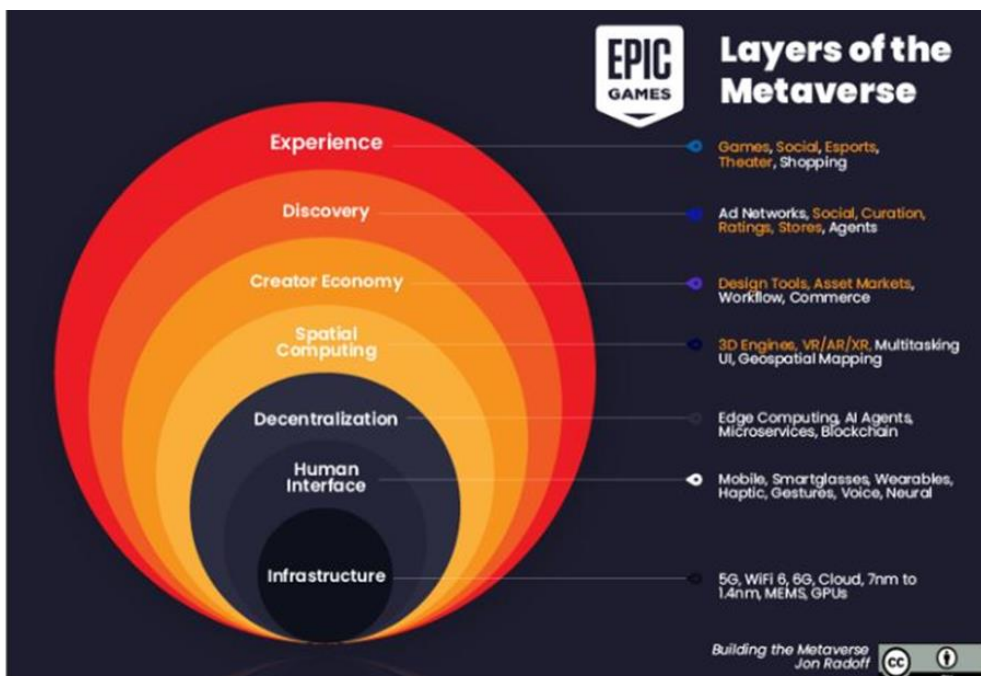 EPIC
GAMES
Layers of the
Metaverse
Experience
Games, Social, Esports,
Theater, Shopping
Discovery
Ad Networks, Social, Curation,
Ratings, Stores, Agents
Creator Economy
Design Tools, Asset Markets,
Workflow, Commerce
Spatial
Computing
3D Engines, VR/AR/XR, Multitasking
UI, Geospatial Mapping
Decentralization
Edge Computing, AI Agents,
Microservices, Blockchain
Human
Interface
Mobile, Smartglasses, Wearables,
Haptic, Gestures, Voice, Neural
Infrastructure
5G, WiFi 6, 6G, Cloud, 7nm to
1.4nm, MEMS, GPUs
Building the Metaverse
Jon Radoff
cc